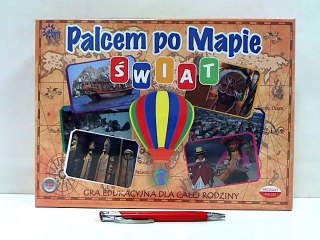 Palcem po Mapie
ŚWIAT
GRA EDUKACYJNA DLA CAŁEJ RODZINY